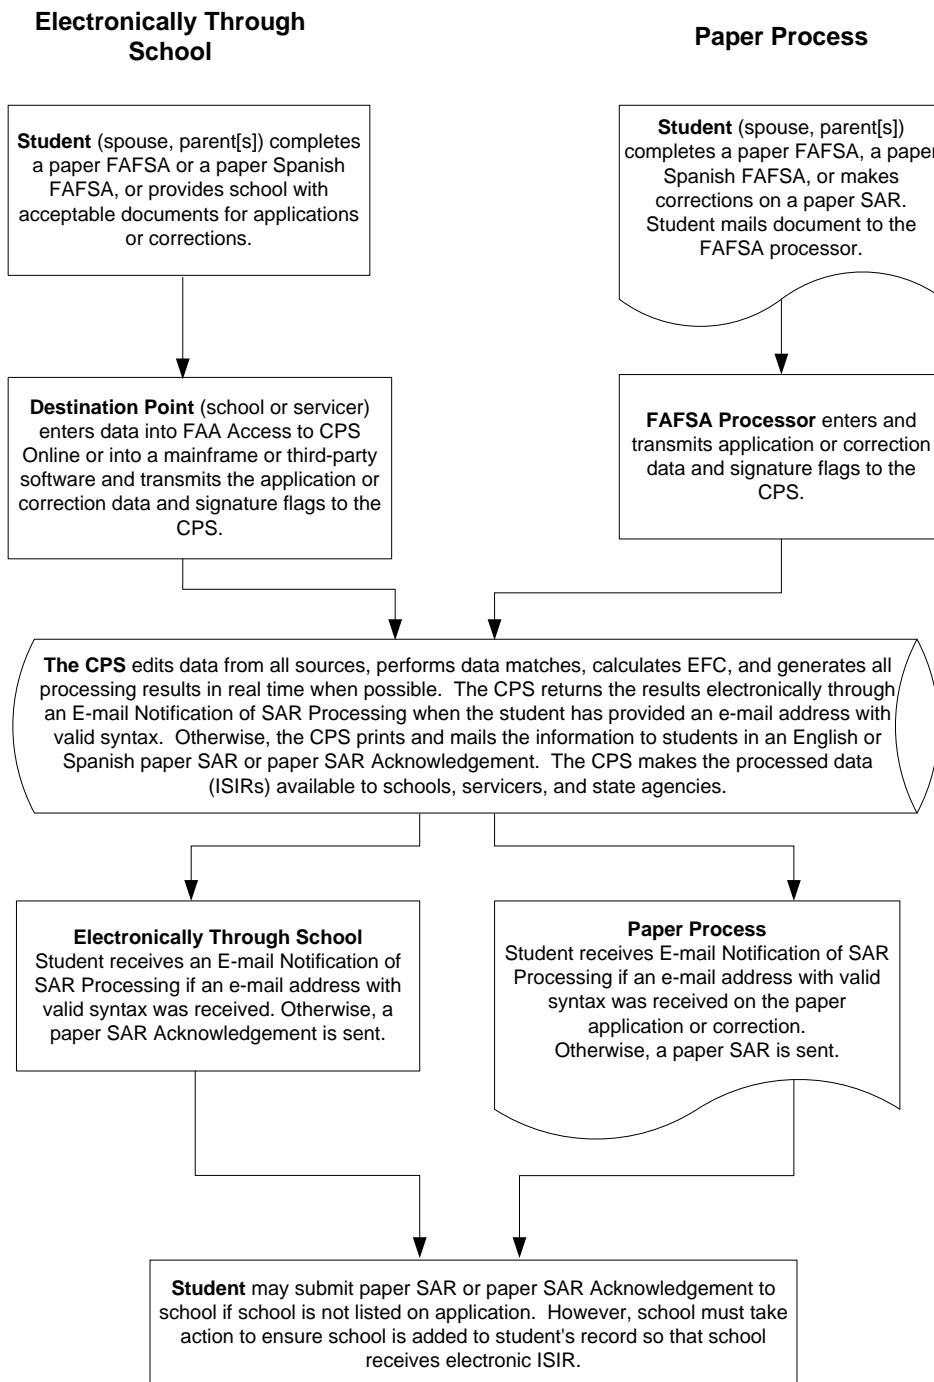 Electronically Through
School
Paper Process
Student (spouse, parent[s]) completes
a paper FAFSA or a paper Spanish
FAFSA, or provides school with
acceptable documents for applications
or corrections.
Student (spouse, parent[s])
completes a paper FAFSA, a paper
Spanish FAFSA, or makes
corrections on a paper SAR.
Student mails document to the
FAFSA processor.
Destination Point (school or servicer)
enters data into FAA Access to CPS
Online or into a mainframe or third-party
software and transmits the application or
correction data and signature flags to the
CPS.
FAFSA Processor enters and
transmits application or correction
data and signature flags to the
CPS.
The CPS edits data from all sources, performs data matches, calculates EFC, and generates all
processing results in real time when possible.  The CPS returns the results electronically through
an E-mail Notification of SAR Processing when the student has provided an e-mail address with
valid syntax.  Otherwise, the CPS prints and mails the information to students in an English or
Spanish paper SAR or paper SAR Acknowledgement.  The CPS makes the processed data
(ISIRs) available to schools, servicers, and state agencies.
Electronically Through School
Student receives an E-mail Notification of
SAR Processing if an e-mail address with
valid syntax was received. Otherwise, a
paper SAR Acknowledgement is sent.
Paper Process
Student receives E-mail Notification of SAR
Processing if an e-mail address with valid
syntax was received on the paper
application or correction.
Otherwise, a paper SAR is sent.
Student may submit paper SAR or paper SAR Acknowledgement to
school if school is not listed on application.  However, school must take
action to ensure school is added to student's record so that school
receives electronic ISIR.